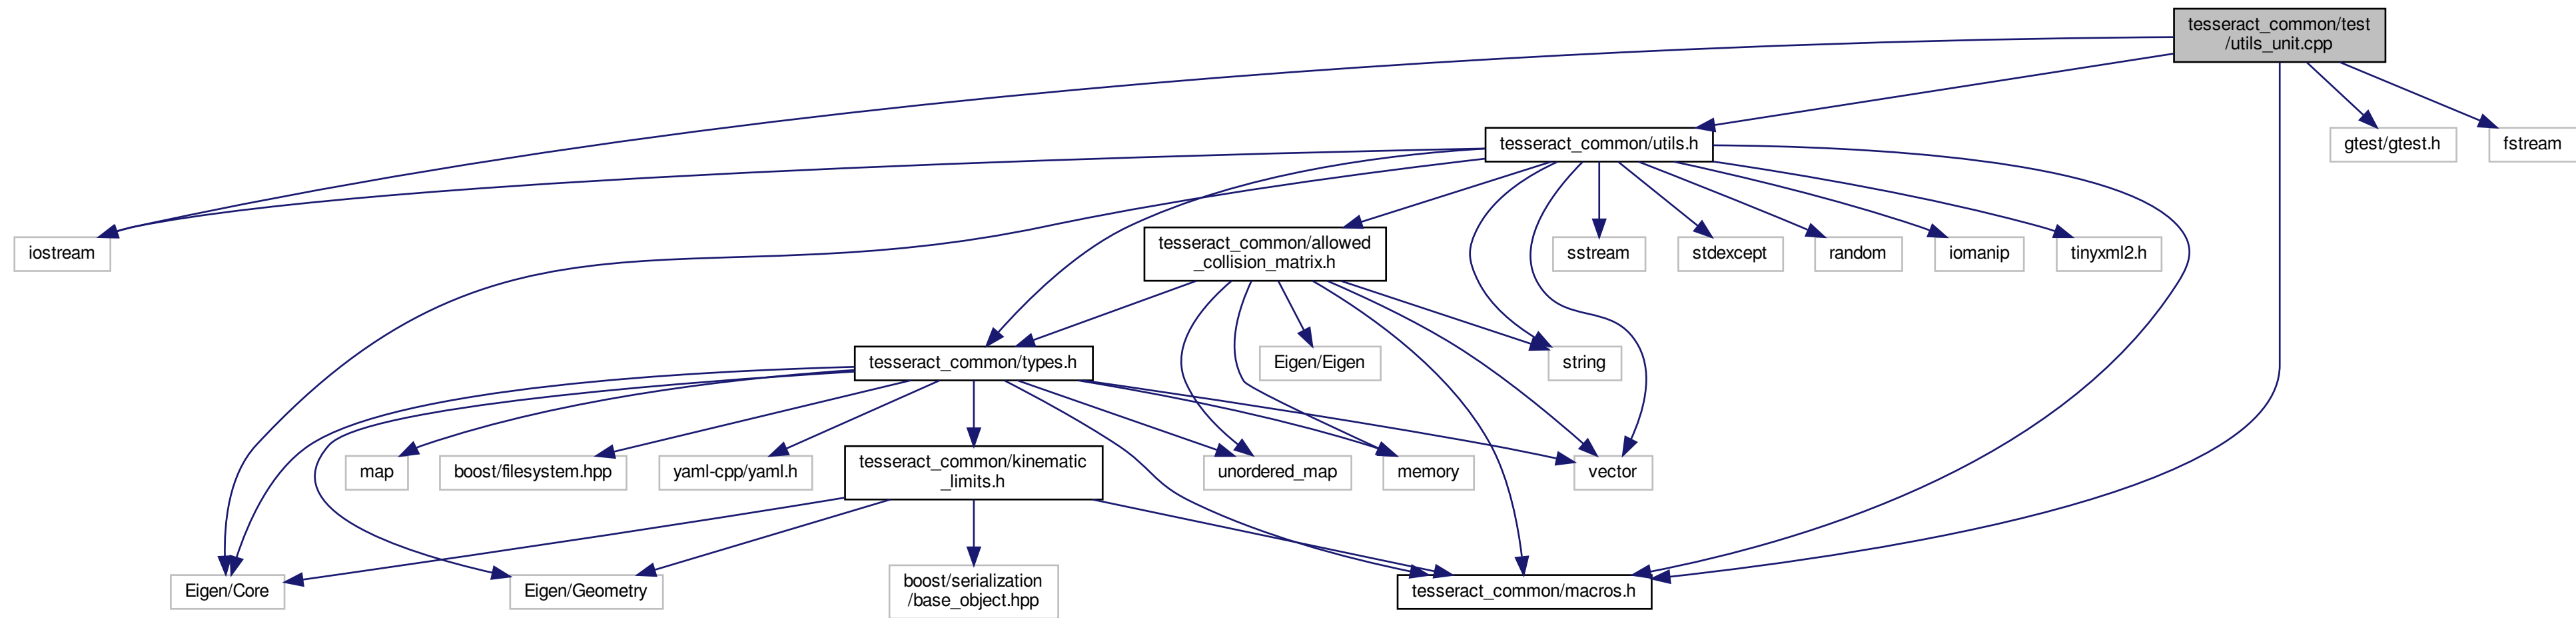 tesseract_common/test
/utils_unit.cpp
tesseract_common/utils.h
gtest/gtest.h
fstream
iostream
tesseract_common/allowed
_collision_matrix.h
sstream
stdexcept
random
iomanip
tinyxml2.h
tesseract_common/types.h
Eigen/Eigen
string
map
boost/filesystem.hpp
yaml-cpp/yaml.h
tesseract_common/kinematic
_limits.h
unordered_map
memory
vector
Eigen/Core
Eigen/Geometry
boost/serialization
/base_object.hpp
tesseract_common/macros.h